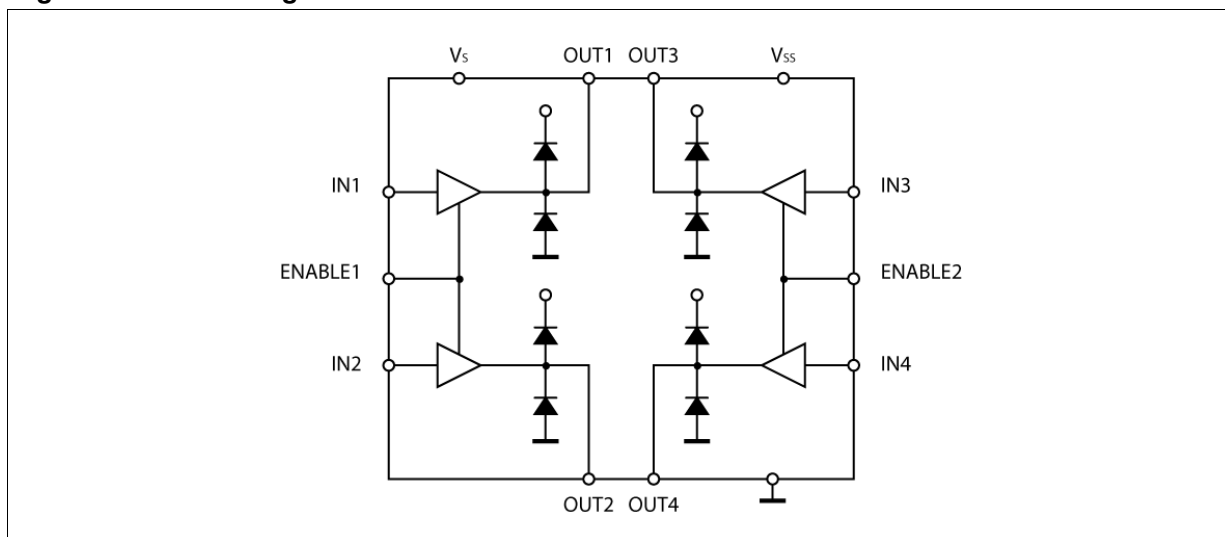 Vs OUT1 OUT3 Vss
IN1 IN3
ENABLE1 ENABLE2
IN2 IN4
OUT2 OUT4